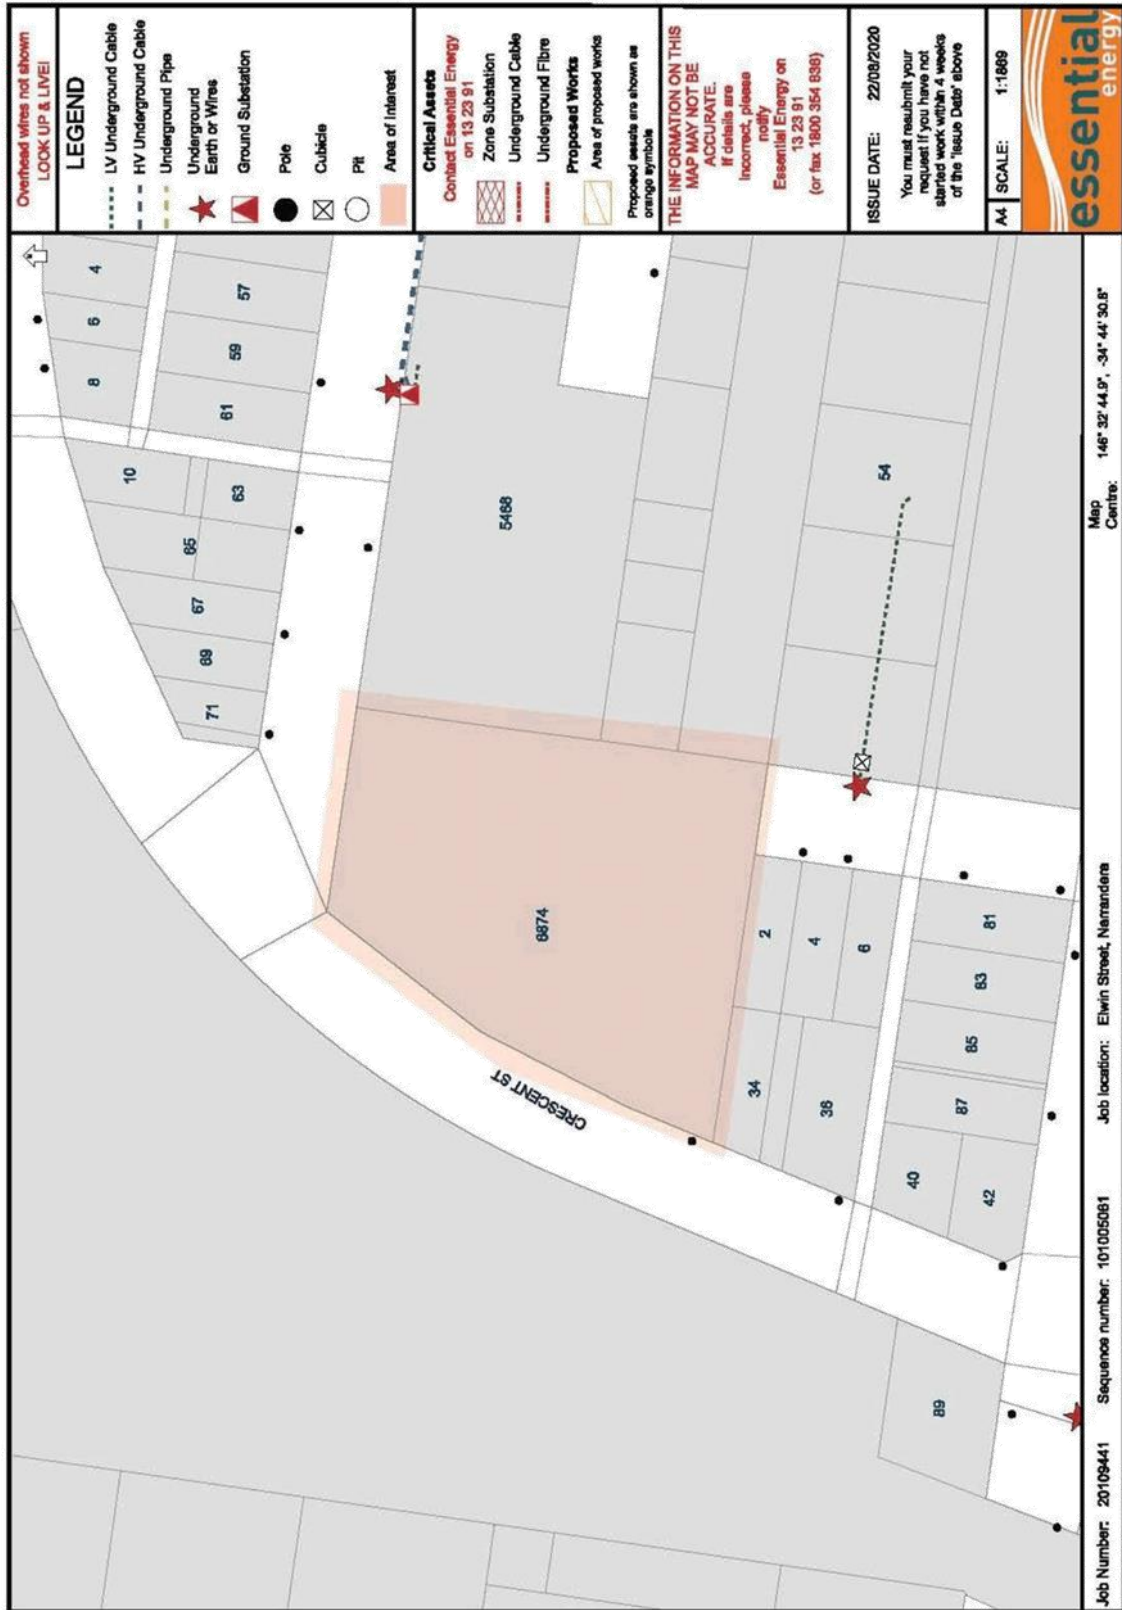 Overhead wires not shown
LOOK UP & LIVE!
LEGEND
LV Underground Cable
HV Underground Cable
Underground Pipe
Underground
Earth or Wires
Ground Substation
Pole
Cubicle
Pit
Area of Interest
Critical Assets
Contact Essential Energy
on 13 23 91
Zone Substation
Underground Cable
Underground Fibre
Proposed Works
Area of proposed works
Proposed assets are shown as
orange symbols
THE INFORMATION ON THIS
MAP MAY NOT BE
ACCURATE.
If details are
incorrect, please
notify
Essential Energy on
13 23 91
(or fax 1800 354 636)
ISSUE DATE: 22/08/2020
You must resubmit your
request if you have not
started work within 4 weeks
of the 'Issue Date' above
A4 SCALE: 1:1869
essential
energy
4
6
8
57
59
61
10
63
65
67
69
71
5468
54
6874
CRESCENT ST
2
4
6
34
36
81
83
85
87
40
42
89
Job Number: 20109441 Sequence number: 101005061 Job location: Elwin Street, Narrandera Map Centre: 146° 32' 44.9", -34° 44' 30.8"